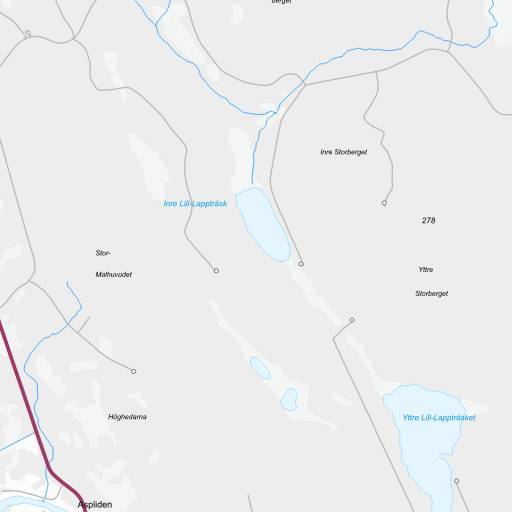 berget
Inre Storberget
Inre Lill-Lappträsk
278
Stor-
Malhuvudet
Yttre
Storberget
Höghedarna
Yttre Lill-Lappträsket
Aspliden